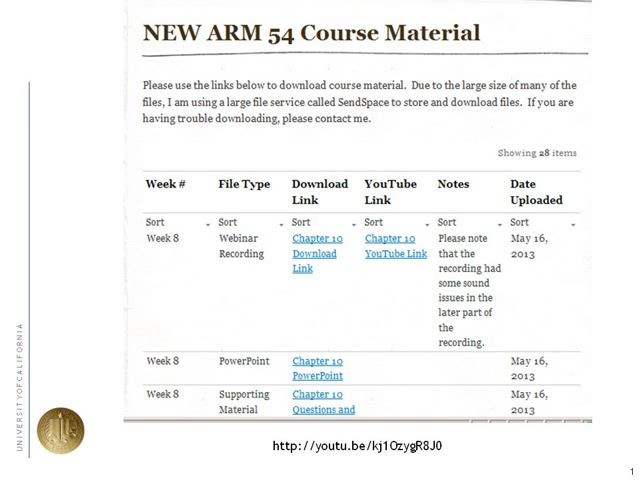 NEW ARM 54 Course Material
Please use the links below to download course material. Due to the large size of many of the
files, I am using a large file service called SendSpace to store and download files. If you are
having trouble downloading, please contact me.
Showing 28 items
Week # File Type Download Link YouTube Link Notes Date Uploaded
Sort Sort Sort Sort Sort Sort
Week 8 Webinar Recording Chapter 10 Download Link Chapter 10 YouTube Link Please note that the recording had some sound issues in the later part of the recording. May 16, 2013
Week 8 PowerPoint Chapter 10 PowerPoint May 16, 2013
Week 8 Supporting Material Chapter 10 Questions and May 16, 2013
UNIVERSITY OF CALIFORNIA
http://youtu.be/kj1OzygR8J0
1